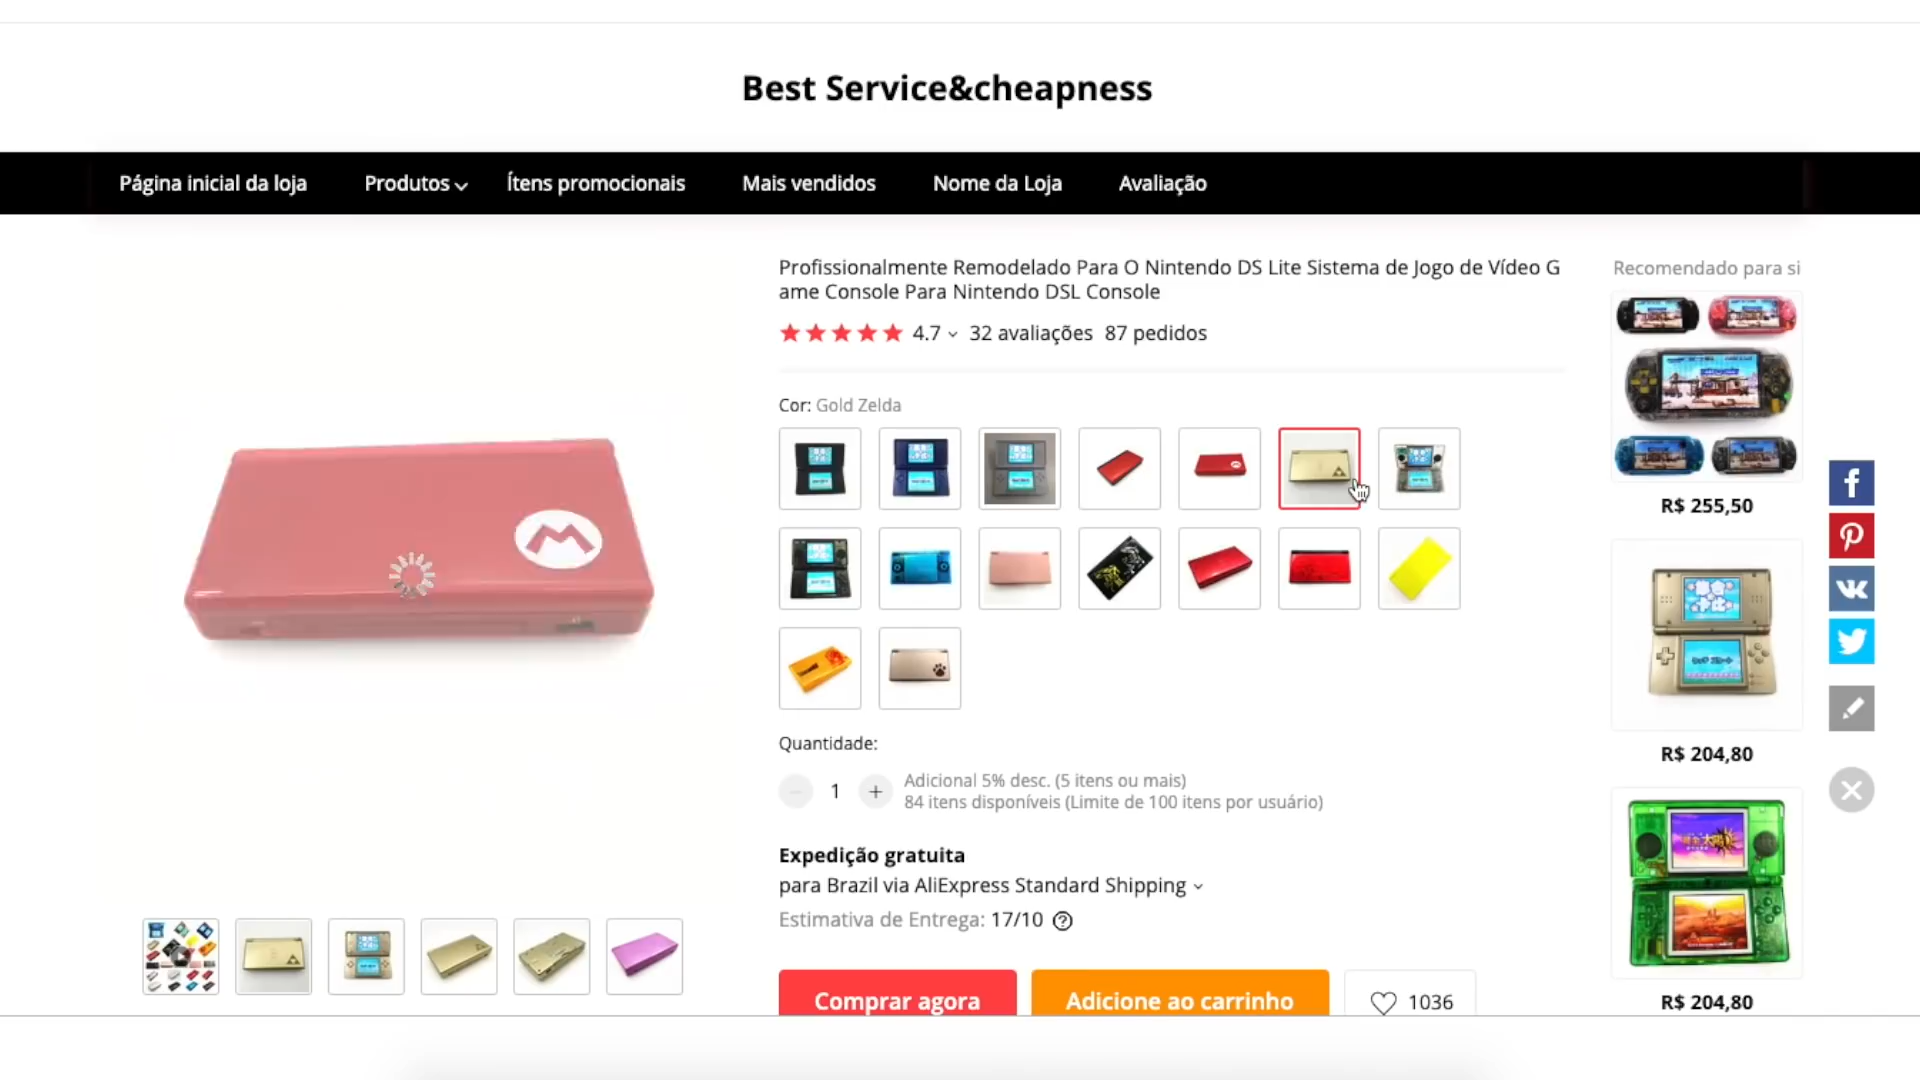 Best Service&cheapness
Página inicial da loja
Produtos
Ítens promocionais
Mais vendidos
Nome da Loja
Avaliação
Profissionalmente Remodelado Para O Nintendo DS Lite Sistema de Jogo de Vídeo G
ame Console Para Nintendo DSL Console
4.7 32 avaliações 87 pedidos
Cor: Gold Zelda
Quantidade:
1
Adicional 5% desc. (5 itens ou mais)
84 itens disponíveis (Limite de 100 itens por usuário)
Expedição gratuita
para Brazil via AliExpress Standard Shipping
Estimativa de Entrega: 17/10
Comprar agora
Adicione ao carrinho
1036
Recomendado para si
R$ 255,50
R$ 204,80
R$ 204,80